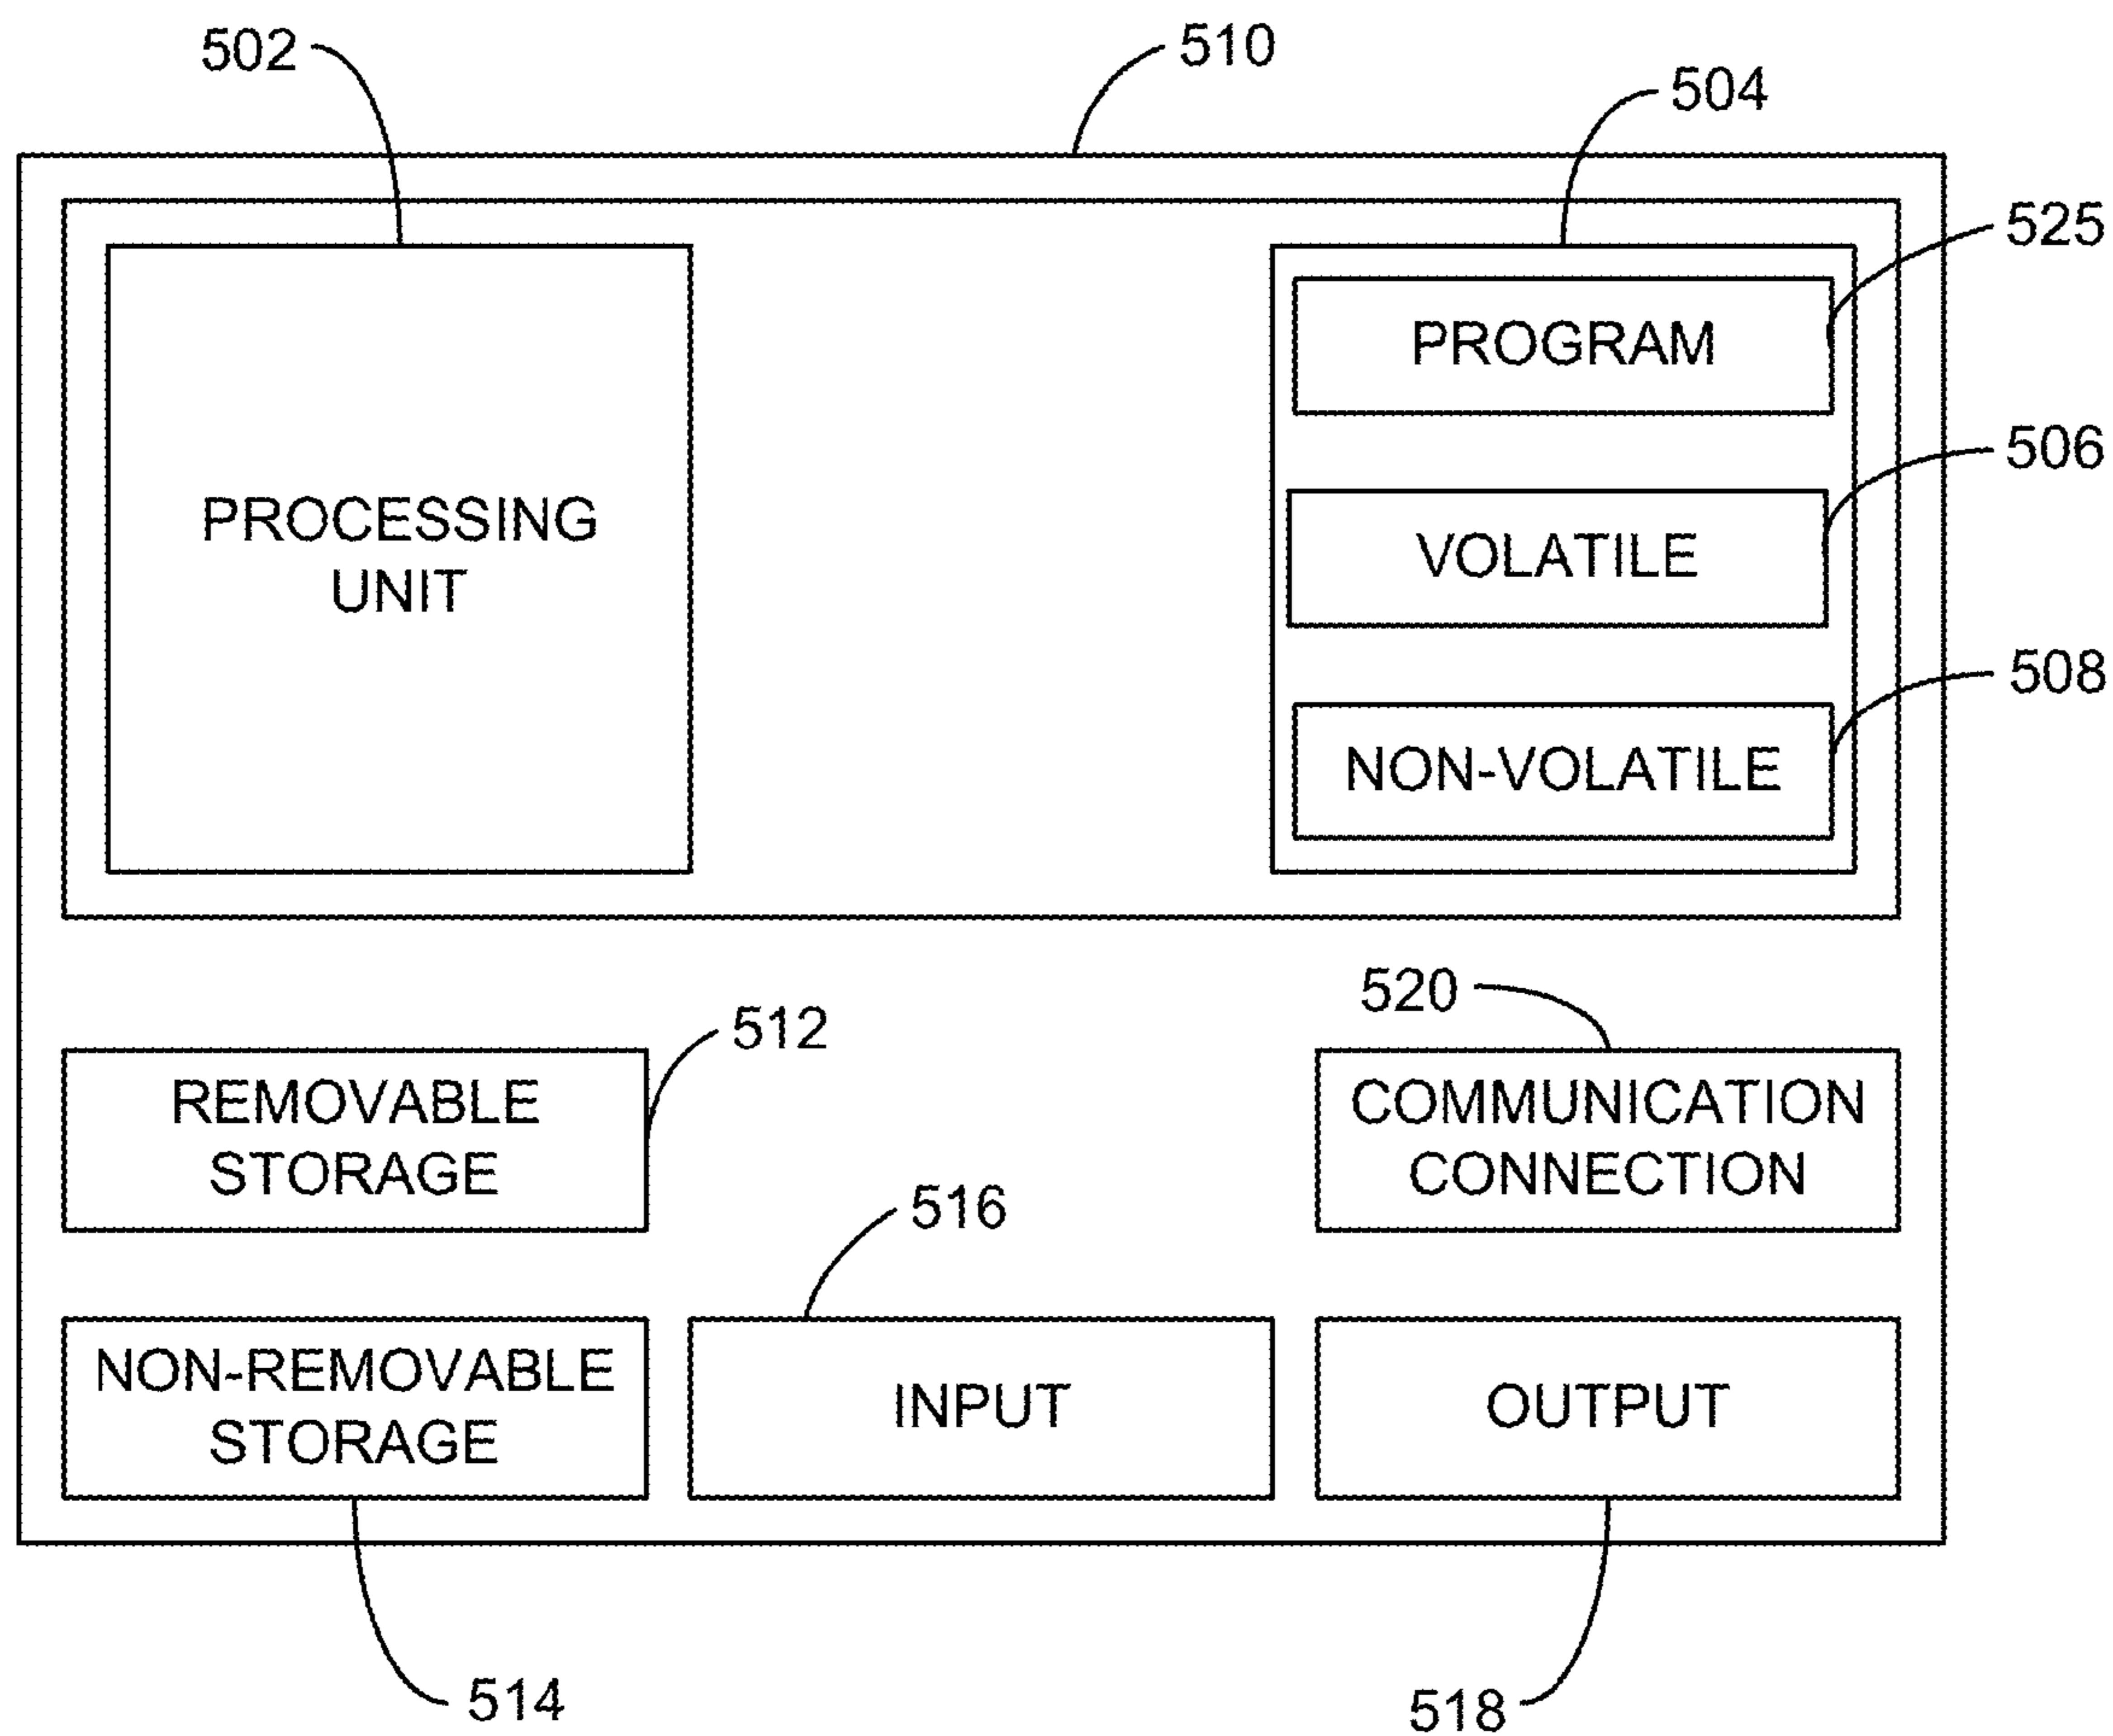 502
510
504
525
PROGRAM
506
PROCESSING
UNIT
VOLATILE
508
NON-VOLATILE
520
512
REMOVABLE
STORAGE
COMMUNICATION
CONNECTION
516
NON-REMOVABLE
STORAGE
INPUT
OUTPUT
514
518